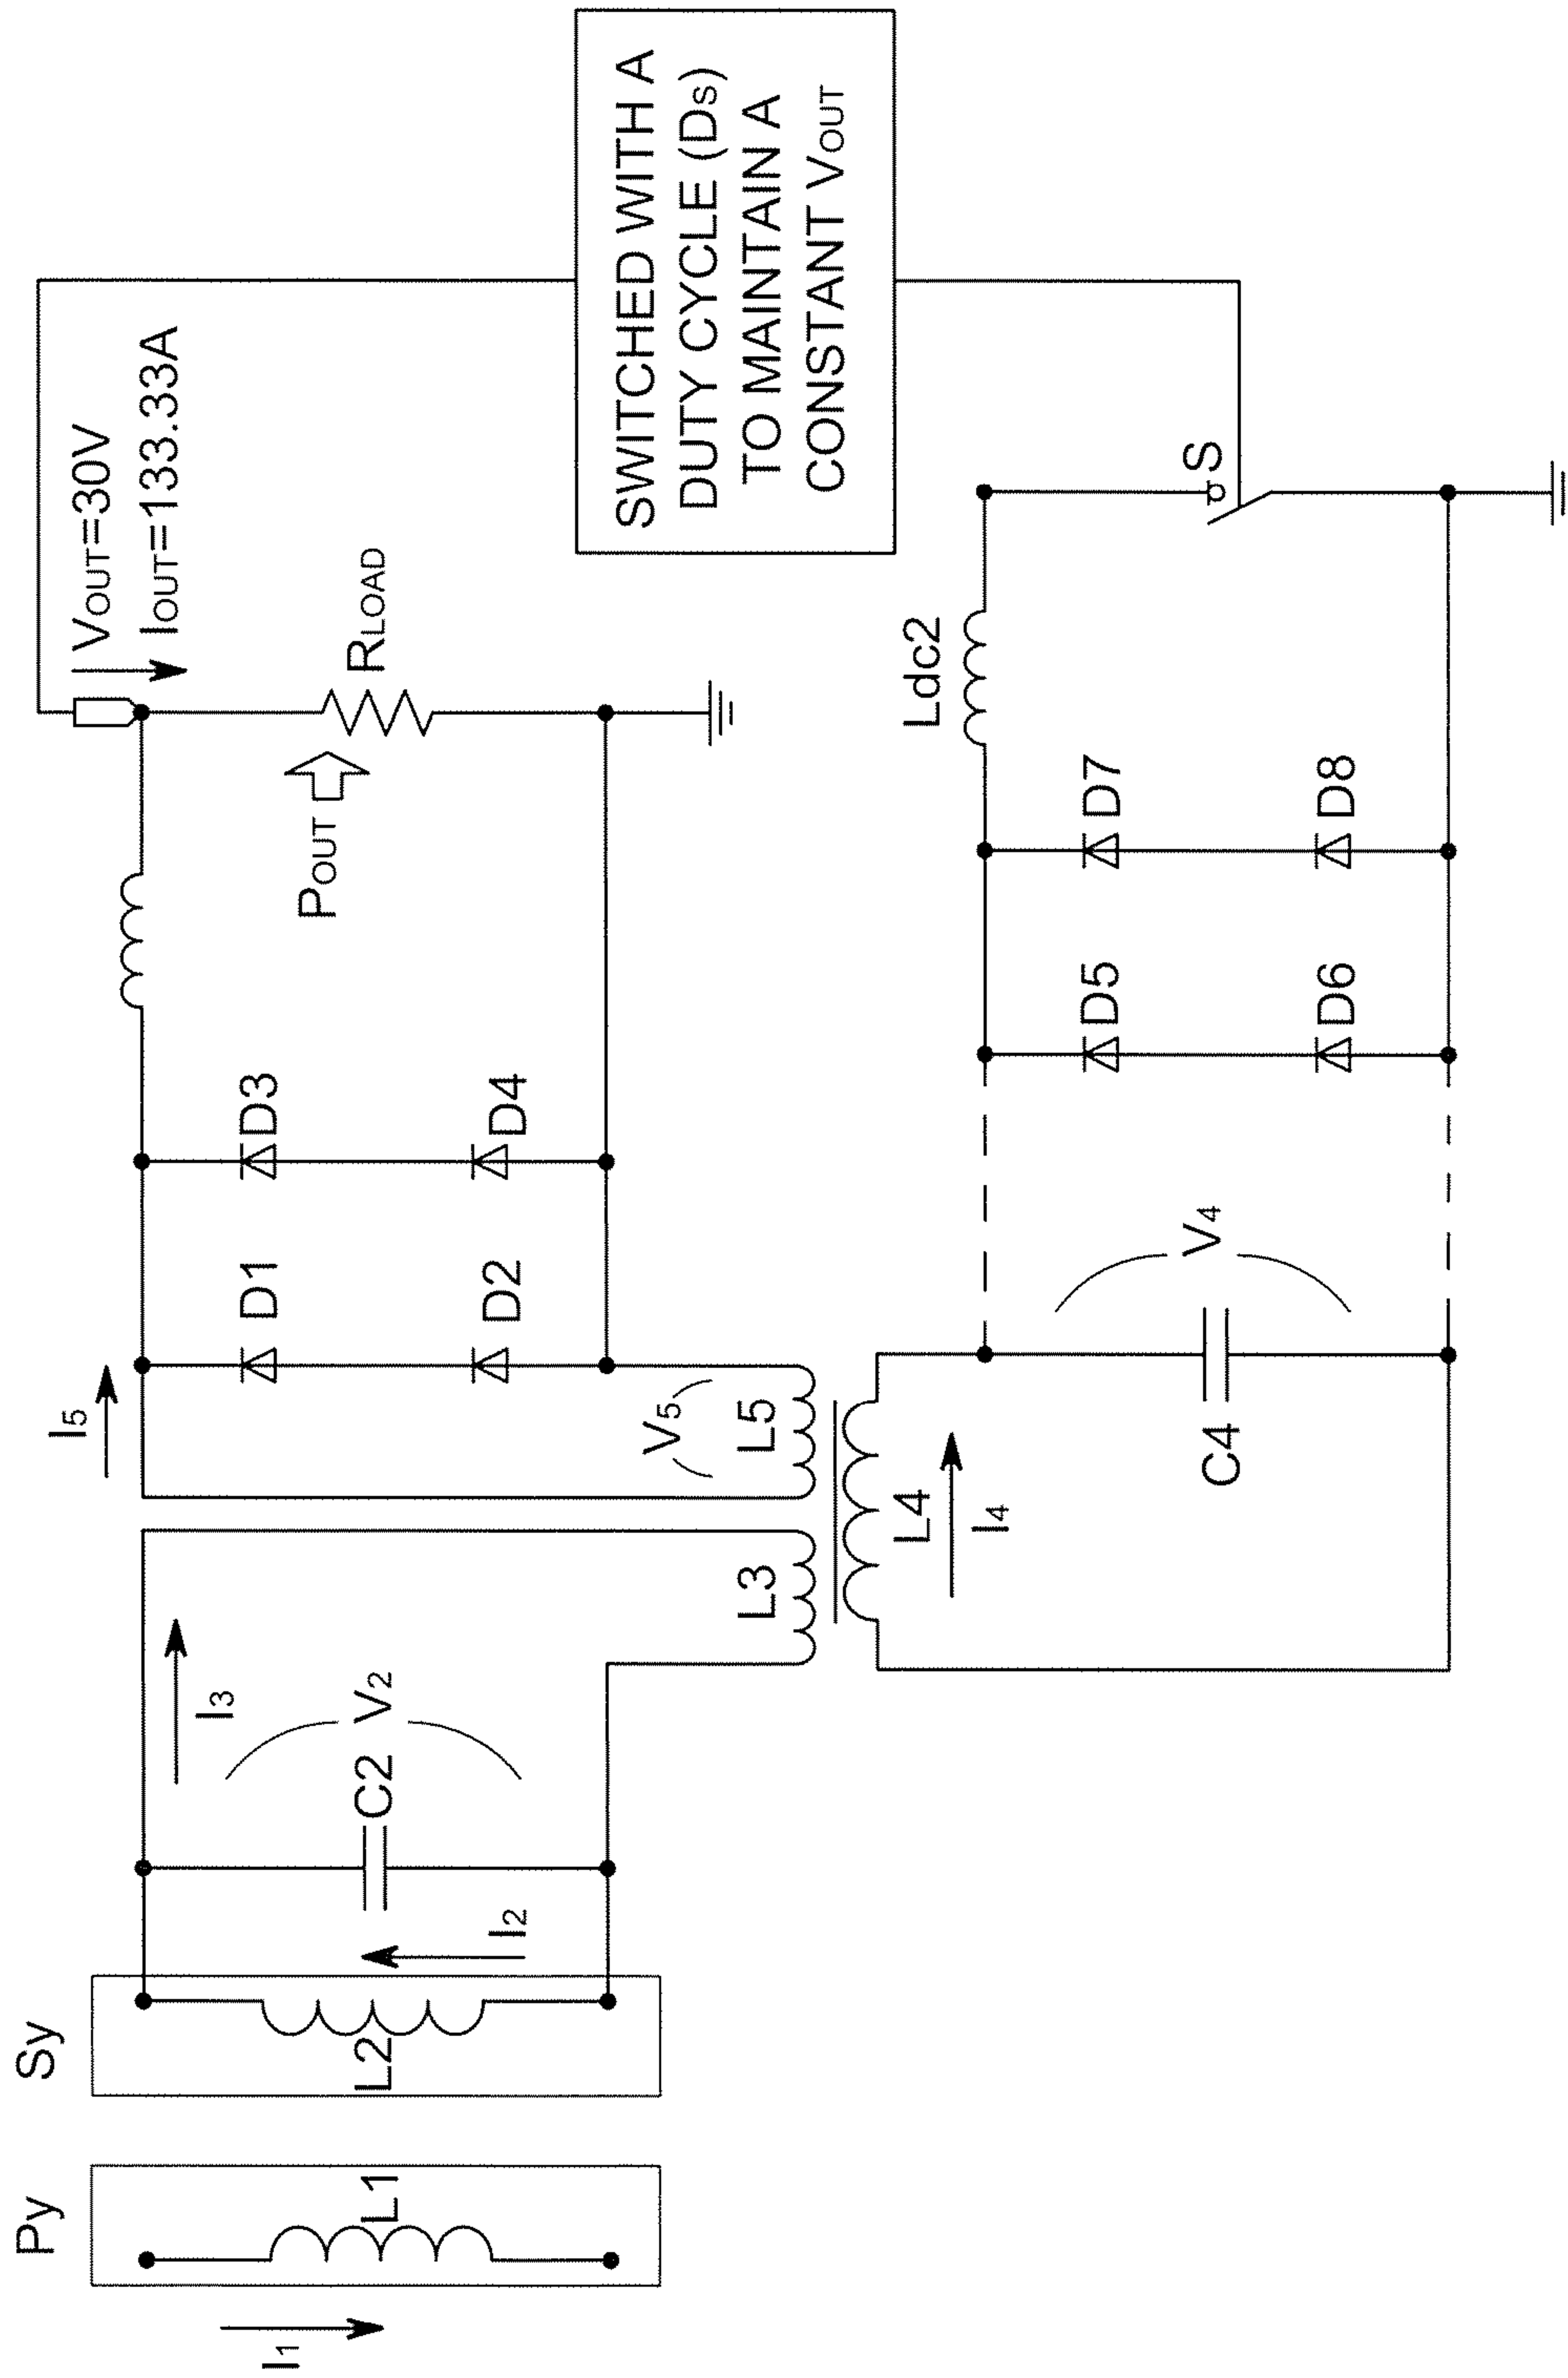 Py
Sy
I1
L1
L2
I2
C2
V2
I3
L3
L4
I4
V5
L5
I5
D1
D2
D3
D4
POUT
RLOAD
VOUT=30V
IOUT=133.33A
C4
V4
D5
D6
D7
D8
Ldc2
S
SWITCHED WITH A
DUTY CYCLE (DS)
TO MAINTAIN A
CONSTANT VOUT